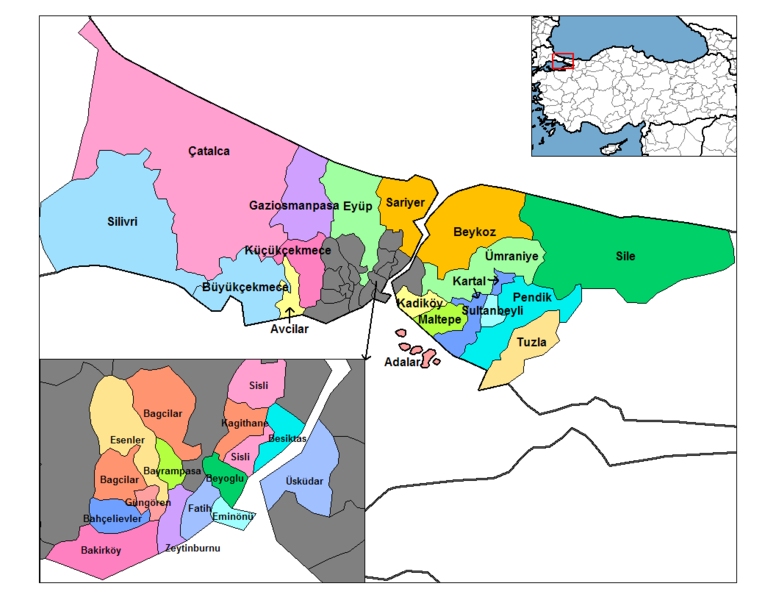 Çatalca
Gaziosmanpasa
Eyüp
Sariyer
Silivri
Beykoz
Küçükçekmece
Ümraniye
Sile
Büyükçekmece
Kartal
Kadiköy
Sultanbeyli
Pendik
Avcilar
Maltepe
Tuzla
Adalar
Sisli
Bagcilar
Kagithane
Esenler
Besiktas
Sisli
Bayrampasa
Bagcilar
Beyoglu
Üsküdar
Güngören
Fatih
Bahçelievler
Eminönü
Bakirköy
Zeytinburnu